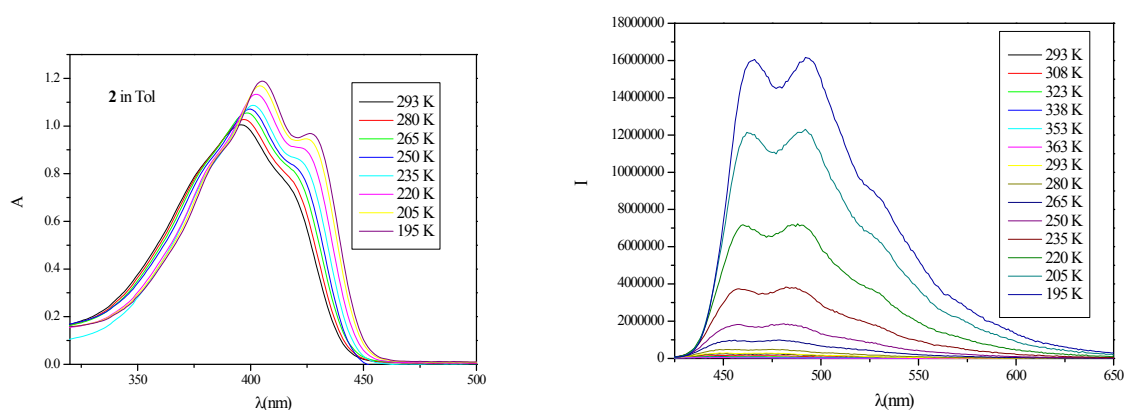 1.2
1.0
0.8
0.6
0.4
0.2
0.0
A
2 in Tol
293 K
280 K
265 K
250 K
235 K
220 K
205 K
195 K
350
400
450
500
λ(nm)
18000000
16000000
14000000
12000000
10000000
8000000
6000000
4000000
2000000
0
I
293 K
308 K
323 K
338 K
353 K
363 K
293 K
280 K
265 K
250 K
235 K
220 K
205 K
195 K
450
500
550
600
650
λ(nm)